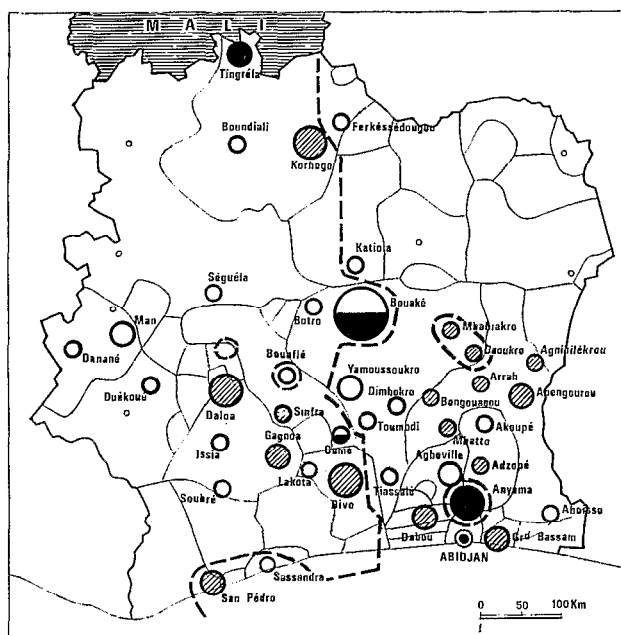 MALI
Tingréla
Boundiali
Ferkéssédougou
Korhogo
Katiola
Séguéla
Botro
Bouaké
Man
Danané
Mbahiakro
Daoukro
Agnibilékrou
Bouaflé
Yamoussoukro
Duékoué
Daloa
Dimbokro
Arrah
Abengourou
Sinfra
Bongouanou
Toumodi
Akoupé
Issia
Gagnoa
Oumé
Mbatto
Agboville
Adzopé
Lakota
Divo
Tiassalé
Anyama
Soubré
Aboisso
Dabou
Grd Bassam
ABIDJAN
Sassandra
San Pédro
0 100 Km